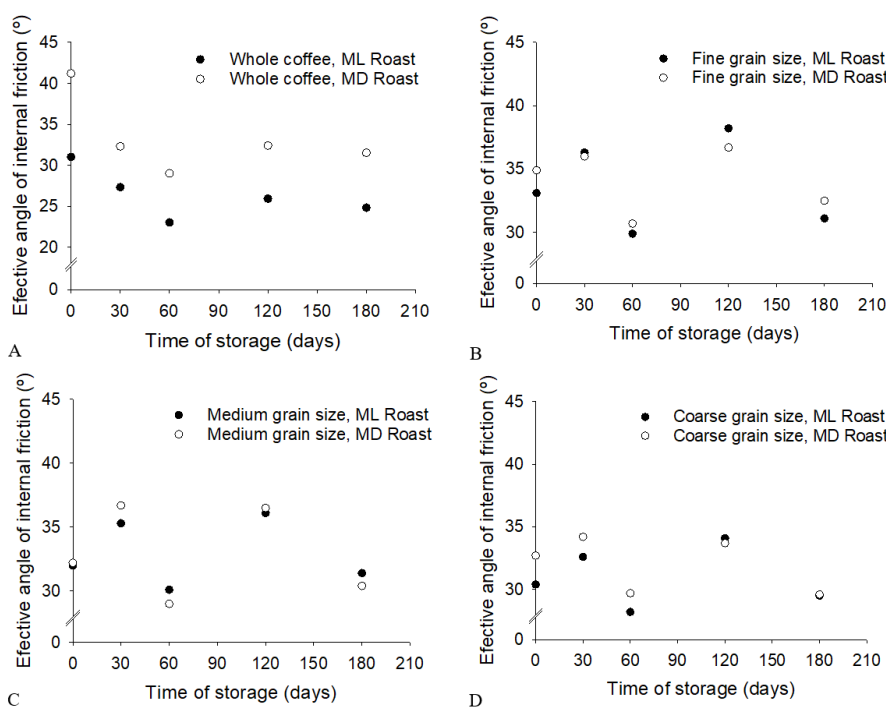 Efective angle of internal friction (º)
45
40
35
30
25
20
0
Whole coffee, ML Roast
Whole coffee, MD Roast
0 30 60 90 120 150 180 210
Time of storage (days)
A
Efective angle of internal friction (º)
45
40
35
30
0
Fine grain size, ML Roast
Fine grain size, MD Roast
0 30 60 90 120 150 180 210
Time of storage (days)
B
Efective angle of internal friction (º)
45
40
35
30
0
Medium grain size, ML Roast
Medium grain size, MD Roast
0 30 60 90 120 150 180 210
Time of storage (days)
C
Efective angle of internal friction (º)
45
40
35
30
0
Coarse grain size, ML Roast
Coarse grain size, MD Roast
0 30 60 90 120 150 180 210
Time of storage (days)
D